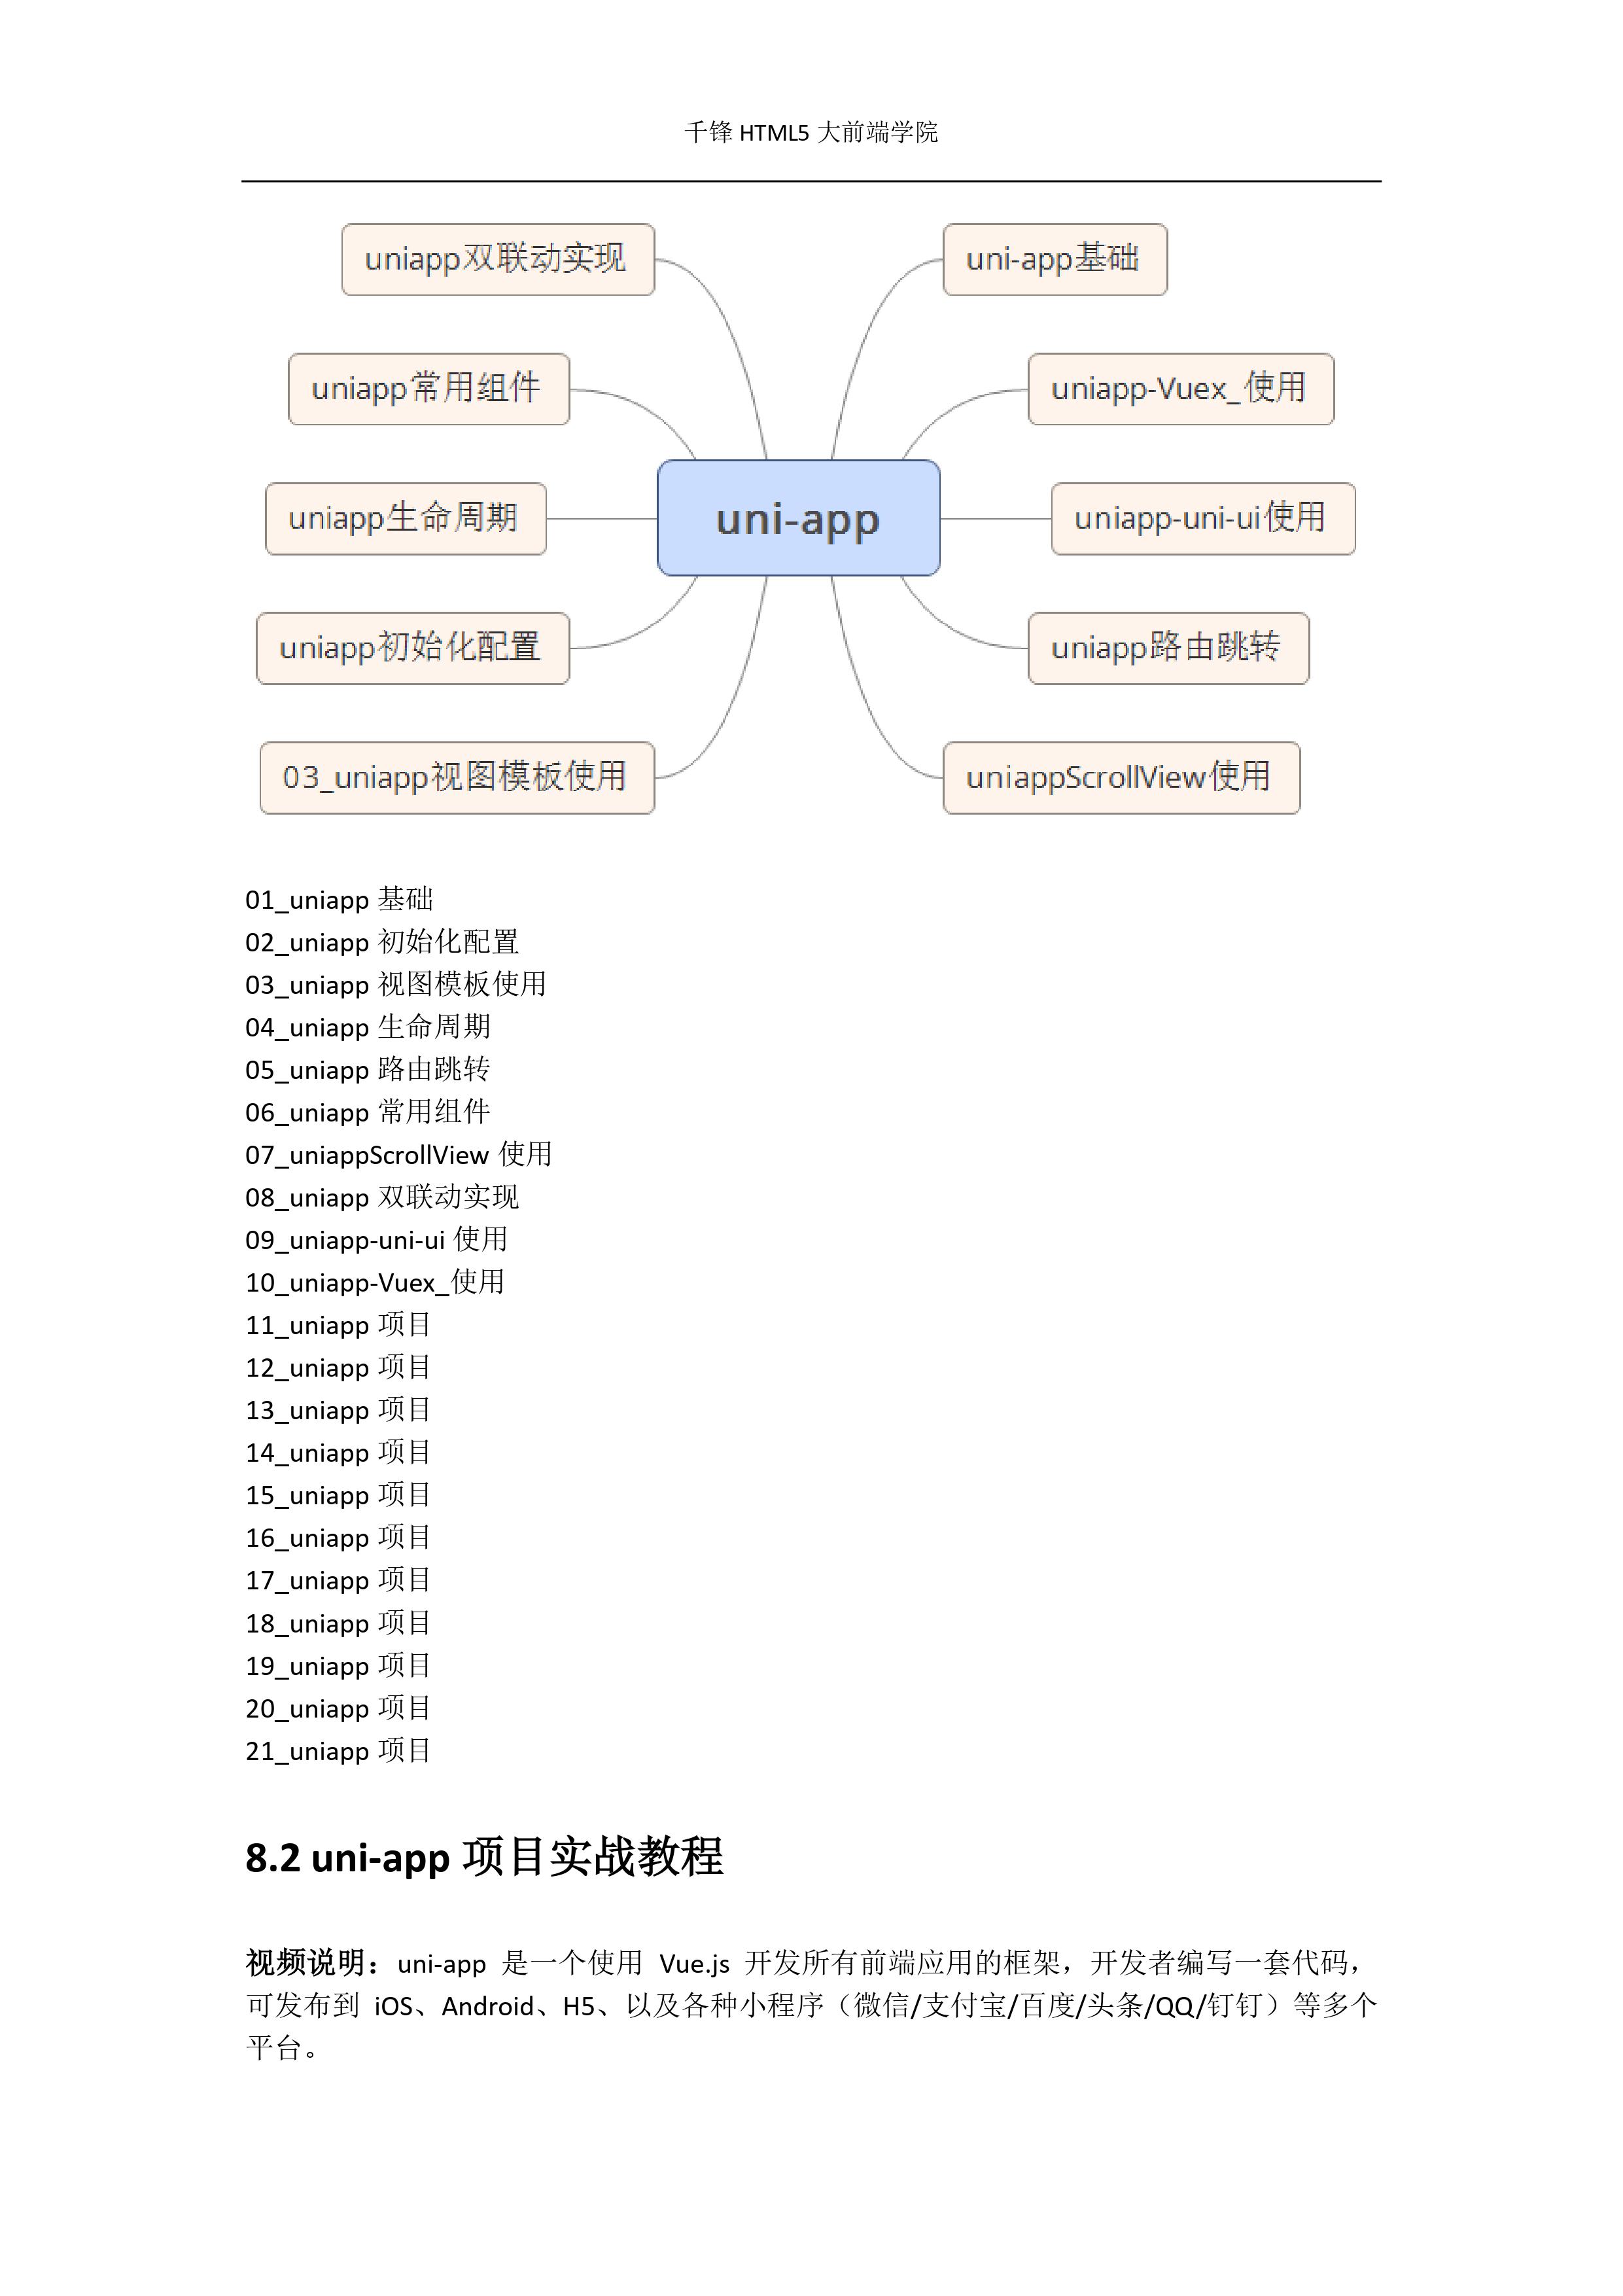 千锋 HTML5 大前端学院
uniapp双联动实现
uni-app基础
uniapp常用组件
uniapp-Vuex_使用
uniapp生命周期
uni-app
uniapp-uni-ui使用
uniapp初始化配置
uniapp路由跳转
03_uniapp视图模板使用
uniappScrollView使用
01_uniapp 基础
02_uniapp 初始化配置
03_uniapp 视图模板使用
04_uniapp 生命周期
05_uniapp 路由跳转
06_uniapp 常用组件
07_uniappScrollView 使用
08_uniapp 双联动实现
09_uniapp-uni-ui 使用
10_uniapp-Vuex_使用
11_uniapp 项目
12_uniapp 项目
13_uniapp 项目
14_uniapp 项目
15_uniapp 项目
16_uniapp 项目
17_uniapp 项目
18_uniapp 项目
19_uniapp 项目
20_uniapp 项目
21_uniapp 项目
8.2 uni-app 项目实战教程
视频说明：uni-app 是一个使用 Vue.js 开发所有前端应用的框架，开发者编写一套代码，
可发布到 iOS、Android、H5、以及各种小程序（微信/支付宝/百度/头条/QQ/钉钉）等多个
平台。